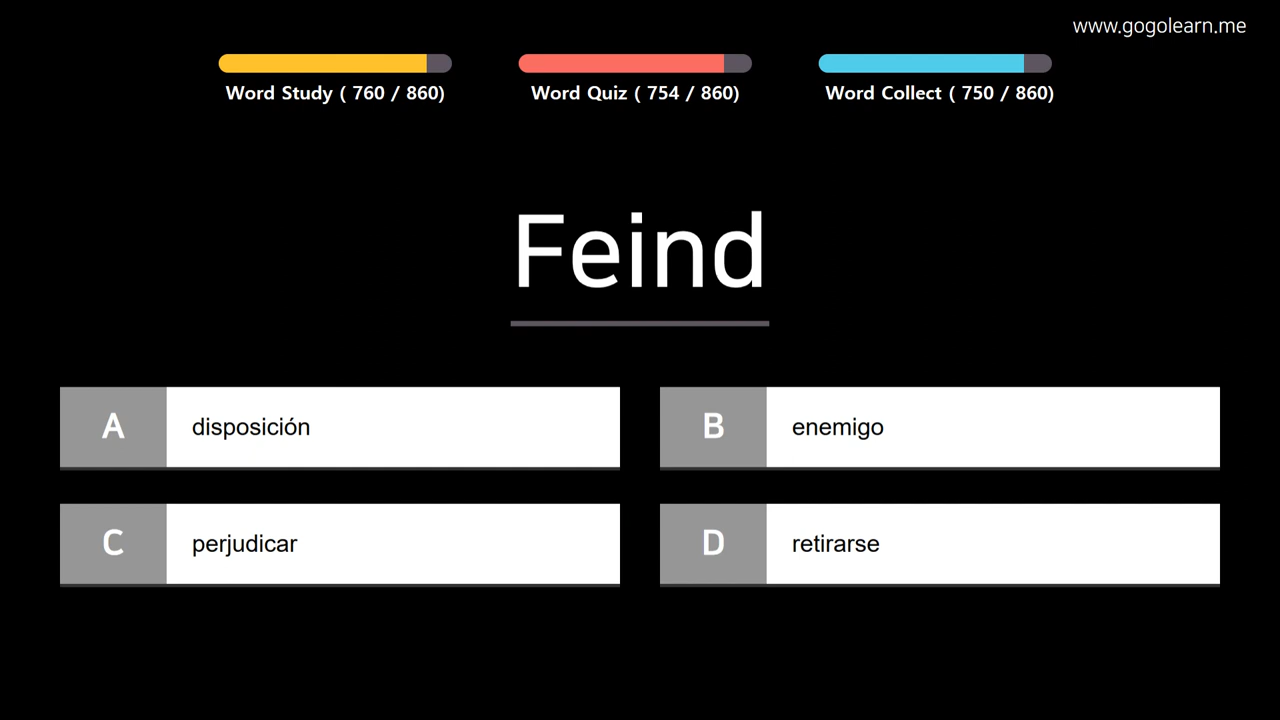 www.gogolearn.me
Word Study ( 760 / 860)
Word Quiz ( 754 / 860)
Word Collect ( 750 / 860)
Feind
A disposición
B enemigo
C perjudicar
D retirarse